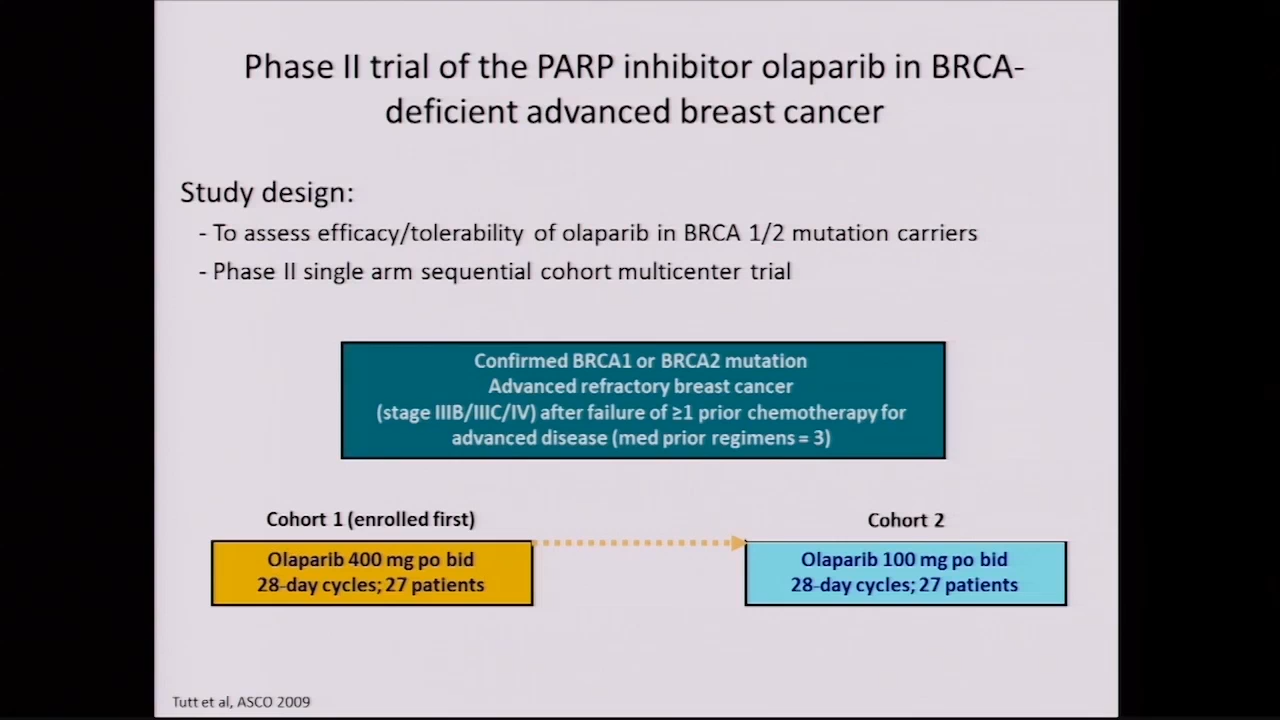 Phase II trial of the PARP inhibitor olaparib in BRCA-
deficient advanced breast cancer
Study design:
- To assess efficacy/tolerability of olaparib in BRCA 1/2 mutation carriers
- Phase II single arm sequential cohort multicenter trial
Confirmed BRCA1 or BRCA2 mutation
Advanced refractory breast cancer
(stage IIIB/IIIC/IV) after failure of ≥1 prior chemotherapy for
advanced disease (med prior regimens = 3)
Cohort 1 (enrolled first)
Olaparib 400 mg po bid
28-day cycles; 27 patients
Cohort 2
Olaparib 100 mg po bid
28-day cycles; 27 patients
Tutt et al, ASCO 2009